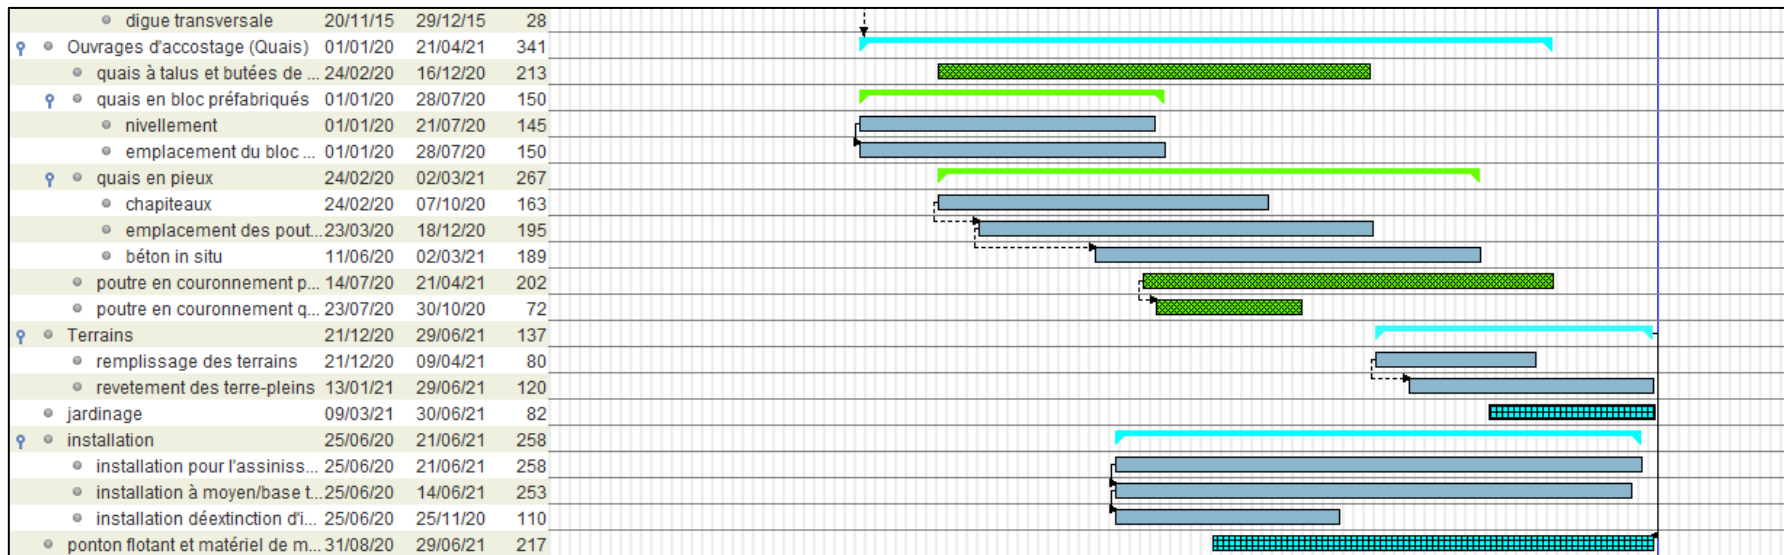 digue transversale 20/11/15 29/12/15 28
Ouvrages d'accostage (Quais) 01/01/20 21/04/21 341
quais à talus et butées de ... 24/02/20 16/12/20 213
quais en bloc préfabriqués 01/01/20 28/07/20 150
nivellement 01/01/20 21/07/20 145
emplacement du bloc ... 01/01/20 28/07/20 150
quais en pieux 24/02/20 02/03/21 267
chapiteaux 24/02/20 07/10/20 163
emplacement des pout... 23/03/20 18/12/20 195
béton in situ 11/06/20 02/03/21 189
poutre en couronnement p... 14/07/20 21/04/21 202
poutre en couronnement q... 23/07/20 30/10/20 72
Terrains 21/12/20 29/06/21 137
remplissage des terrains 21/12/20 09/04/21 80
revetement des terre-pleins 13/01/21 29/06/21 120
jardinage 09/03/21 30/06/21 82
installation 25/06/20 21/06/21 258
installation pour l'assiniss... 25/06/20 21/06/21 258
installation à moyen/base t... 25/06/20 14/06/21 253
installation déextinction d'i... 25/06/20 25/11/20 110
ponton flotant et matériel de m... 31/08/20 29/06/21 217